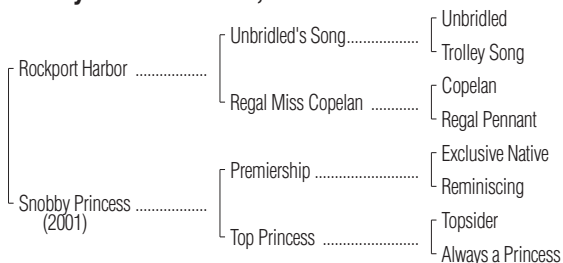 Unbridled
Unbridled's Song.................
Trolley Song
Rockport Harbor ..................
Copelan
Regal Miss Copelan ............
Regal Pennant
Exclusive Native
Premiership .........................
Reminiscing
Snobby Princess ..................
(2001)
Topsider
Top Princess .......................
Always a Princess